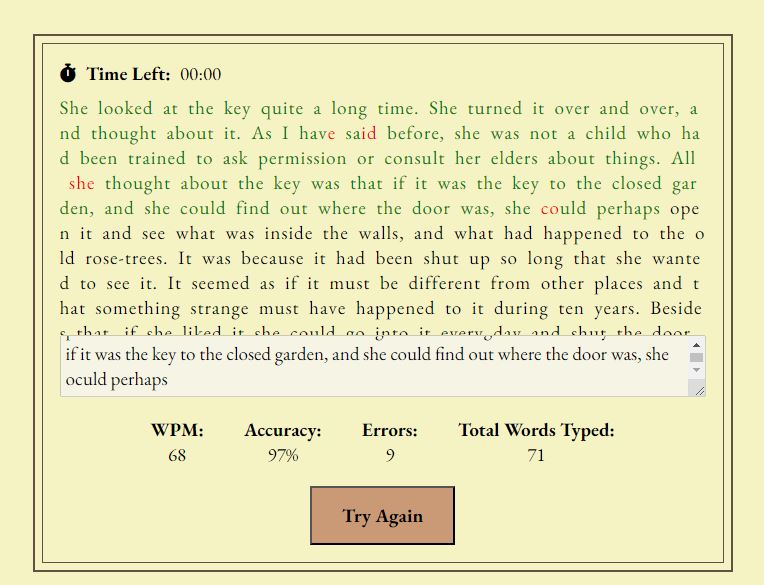 Time Left: 00:00
She looked at the key quite a long time. She turned it over and over, a
nd thought about it. As I have said before, she was not a child who ha
d been trained to ask permission or consult her elders about things. All
she thought about the key was that if it was the key to the closed gar
den, and she could find out where the door was, she could perhaps ope
n it and see what was inside the walls, and what had happened to the o
ld rose-trees. It was because it had been shut up so long that she wante
d to see it. It seemed as if it must be different from other places and t
hat something strange must have happened to it during ten years. Beside
s, that, if she liked it she could go into it every day and shut the door
if it was the key to the closed garden, and she could find out where the door was, she
oculd perhaps
WPM: Accuracy: Errors: Total Words Typed:
68 97% 9 71
Try Again